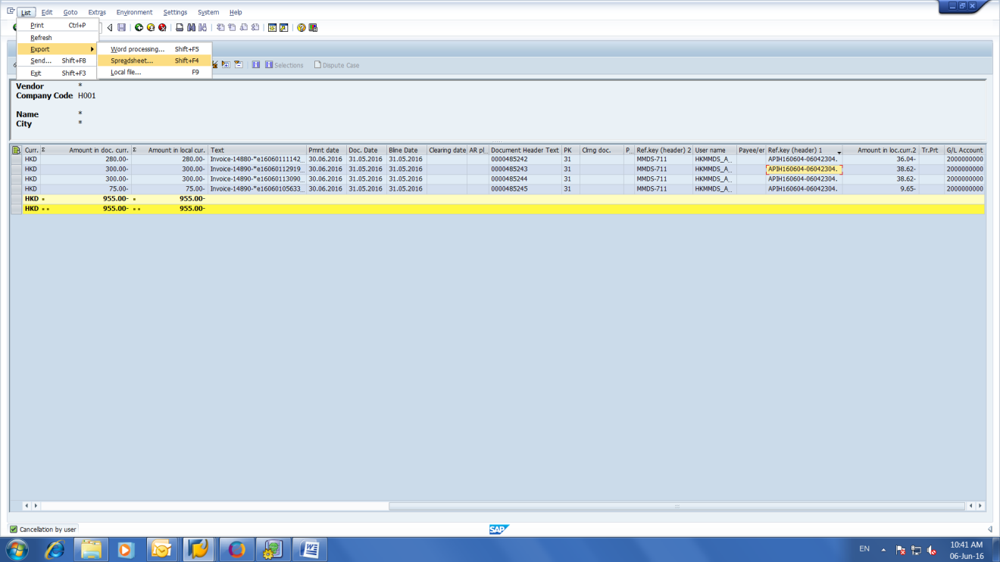 List Edit Goto Extras Environment Settings System Help
Print Ctrl+P
Refresh
Export
Word processing... Shift+F5
Send... Shift+F8
Spreadsheet... Shift+F4
Selections Dispute Case
Exit Shift+F3
Local file... F9
Vendor *
Company Code H001
Name *
City *
Curr. Σ Amount in doc. curr. Σ Amount in local cur. Text Pmnt date Doc. Date Bline Date Clearing date AR pl... Document Header Text PK Clrng doc. P... Ref.key (header) 2 User name Payee/er Ref.key (header) 1 Amount in loc.curr.2 Tr.Prt G/L Account
HKD 280.00- 280.00- Invoice-14880-*e16060111142... 30.06.2016 31.05.2016 31.05.2016 0000485242 31 MMDS-711 HKMMDS_A... APIH160604-06042304. 36.04- 2000000000
HKD 300.00- 300.00- Invoice-14890-*e16060112919... 30.06.2016 31.05.2016 31.05.2016 0000485243 31 MMDS-711 HKMMDS_A... APIH160604-06042304. 38.62- 2000000000
HKD 300.00- 300.00- Invoice-14890-*e16060113090... 30.06.2016 31.05.2016 31.05.2016 0000485244 31 MMDS-711 HKMMDS_A... APIH160604-06042304. 38.62- 2000000000
HKD 75.00- 75.00- Invoice-14890-*e16060105633... 30.06.2016 31.05.2016 31.05.2016 0000485245 31 MMDS-711 HKMMDS_A... APIH160604-06042304. 9.65- 2000000000
HKD 955.00- 955.00-
HKD 955.00- 955.00-
Cancellation by user
SAP
EN
10:41 AM
06-Jun-16